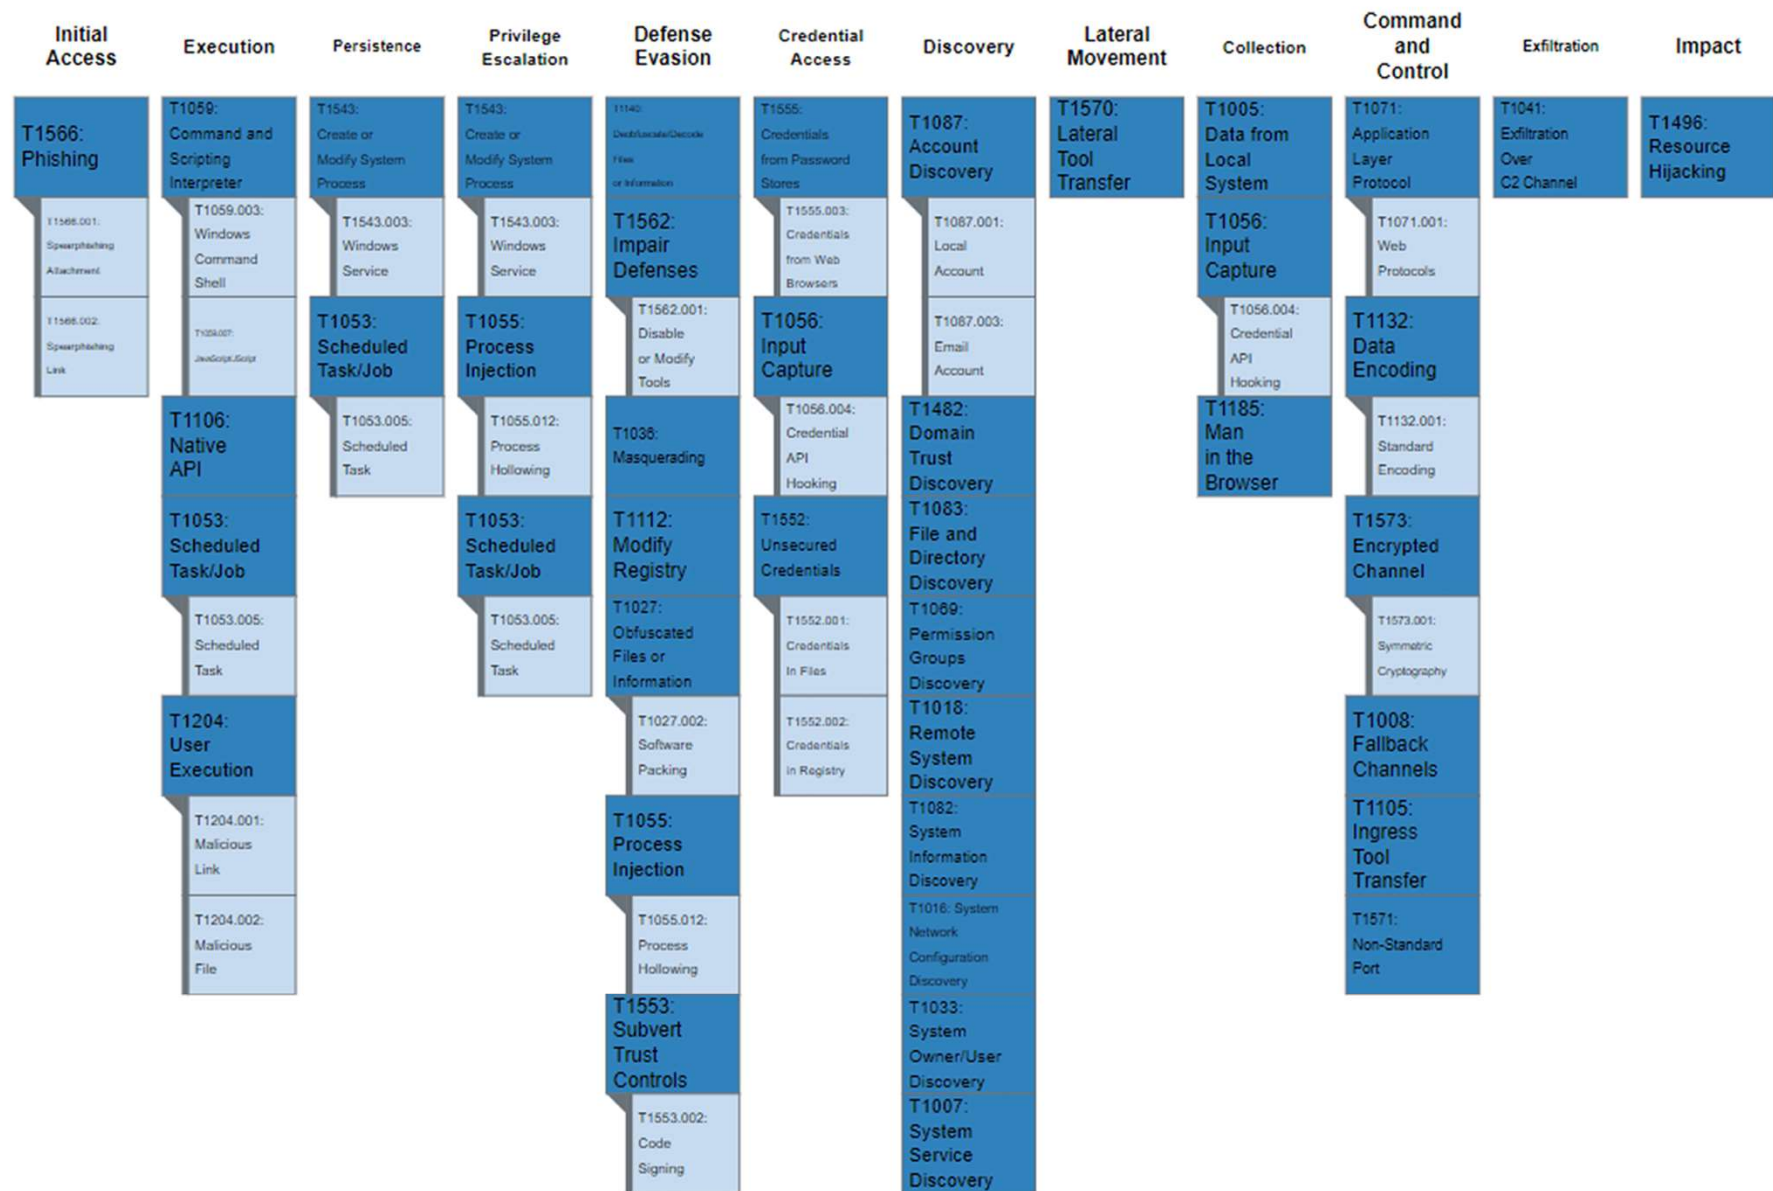 Initial
Access
Execution
Persistence
Privilege
Escalation
Defense
Evasion
Credential
Access
Discovery
Lateral
Movement
Collection
Command
and
Control
Exfiltration
Impact
T1566:
Phishing
T1566.001:
Spearphishing
Attachment
T1566.002:
Spearphishing
Link
T1059:
Command and
Scripting
Interpreter
T1059.003:
Windows
Command
Shell
T1059.007:
JavaScript/JScript
T1106:
Native
API
T1053:
Scheduled
Task/Job
T1053.005:
Scheduled
Task
T1204:
User
Execution
T1204.001:
Malicious
Link
T1204.002:
Malicious
File
T1543:
Create or
Modify System
Process
T1543.003:
Windows
Service
T1053:
Scheduled
Task/Job
T1053.005:
Scheduled
Task
T1543:
Create or
Modify System
Process
T1543.003:
Windows
Service
T1055:
Process
Injection
T1055.012:
Process
Hollowing
T1053:
Scheduled
Task/Job
T1053.005:
Scheduled
Task
T1140:
Deobfuscate/Decode
Files
or Information
T1562:
Impair
Defenses
T1562.001:
Disable
or Modify
Tools
T1036:
Masquerading
T1112:
Modify
Registry
T1027:
Obfuscated
Files or
Information
T1027.002:
Software
Packing
T1055:
Process
Injection
T1055.012:
Process
Hollowing
T1553:
Subvert
Trust
Controls
T1553.002:
Code
Signing
T1555:
Credentials
from Password
Stores
T1555.003:
Credentials
from Web
Browsers
T1056:
Input
Capture
T1056.004:
Credential
API
Hooking
T1552:
Unsecured
Credentials
T1552.001:
Credentials
In Files
T1552.002:
Credentials
in Registry
T1087:
Account
Discovery
T1087.001:
Local
Account
T1087.003:
Email
Account
T1482:
Domain
Trust
Discovery
T1083:
File and
Directory
Discovery
T1069:
Permission
Groups
Discovery
T1018:
Remote
System
Discovery
T1082:
System
Information
Discovery
T1016: System
Network
Configuration
Discovery
T1033:
System
Owner/User
Discovery
T1007:
System
Service
Discovery
T1570:
Lateral
Tool
Transfer
T1005:
Data from
Local
System
T1056:
Input
Capture
T1056.004:
Credential
API
Hooking
T1185:
Man
in the
Browser
T1071:
Application
Layer
Protocol
T1071.001:
Web
Protocols
T1132:
Data
Encoding
T1132.001:
Standard
Encoding
T1573:
Encrypted
Channel
T1573.001:
Symmetric
Cryptography
T1008:
Fallback
Channels
T1105:
Ingress
Tool
Transfer
T1571:
Non-Standard
Port
T1041:
Exfiltration
Over
C2 Channel
T1496:
Resource
Hijacking